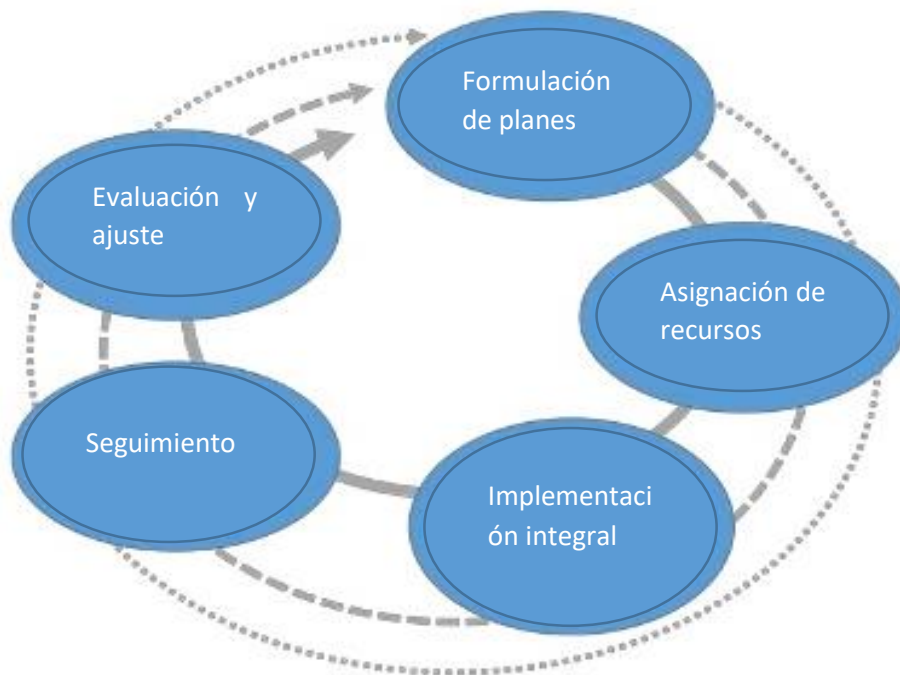 Formulación
de planes
Asignación de
recursos
Implementaci
ón integral
Seguimiento
Evaluación y
ajuste